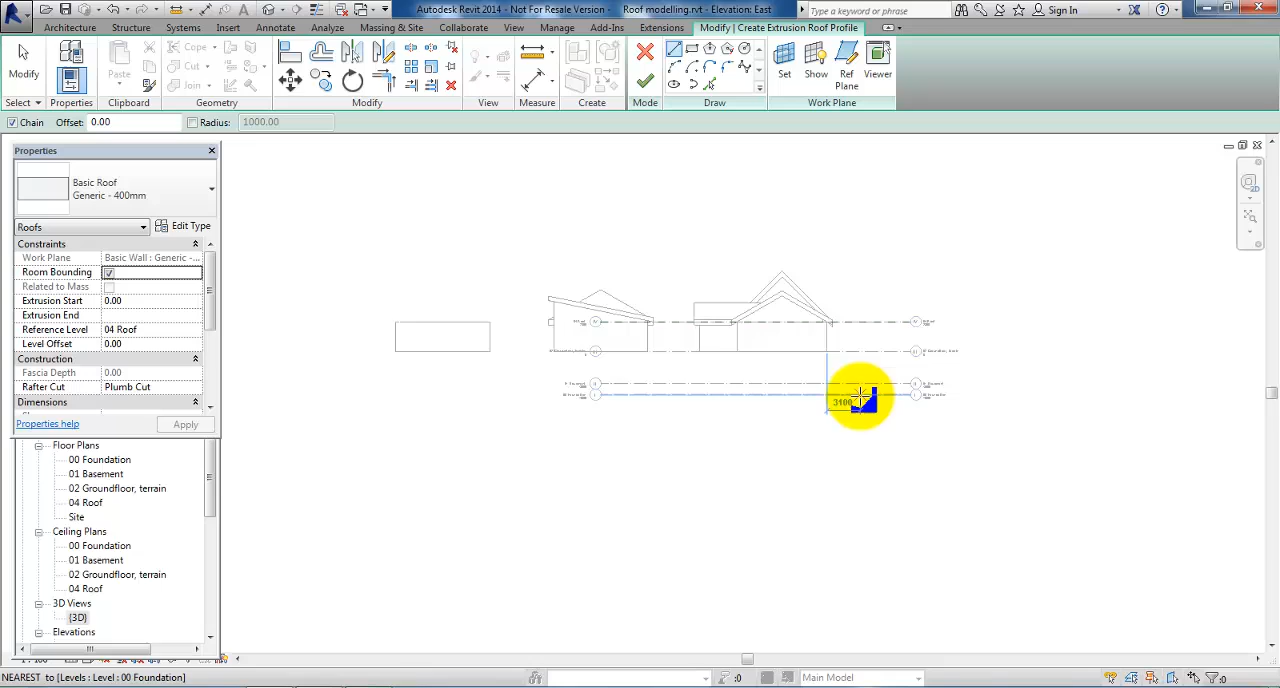 Autodesk Revit 2014 - Not For Resale Version - Roof modelling.rvt - Elevation: East
Type a keyword or phrase
Sign In
Architecture Structure Systems Insert Annotate Analyze Massing & Site Collaborate View Manage Add-Ins Extensions Modify | Create Extrusion Roof Profile
Modify
Paste
Cope
Cut
Join
Set Show Ref Plane Viewer
Select Properties Clipboard Geometry Modify View Measure Create Mode Draw Work Plane
Chain Offset: 0.00 Radius: 1000.00
Properties
Basic Roof
Generic - 400mm
Roofs Edit Type
Constraints
Work Plane Basic Wall : Generic -...
Room Bounding
Related to Mass
Extrusion Start 0.00
Extrusion End
Reference Level 04 Roof
Level Offset 0.00
Construction
Fascia Depth 0.00
Rafter Cut Plumb Cut
Dimensions
Properties help Apply
Floor Plans
00 Foundation
01 Basement
02 Groundfloor, terrain
04 Roof
Site
Ceiling Plans
00 Foundation
01 Basement
02 Groundfloor, terrain
04 Roof
3D Views
{3D}
Elevations
3100
NEAREST to [Levels : Level : 00 Foundation]
:0
Main Model
:0